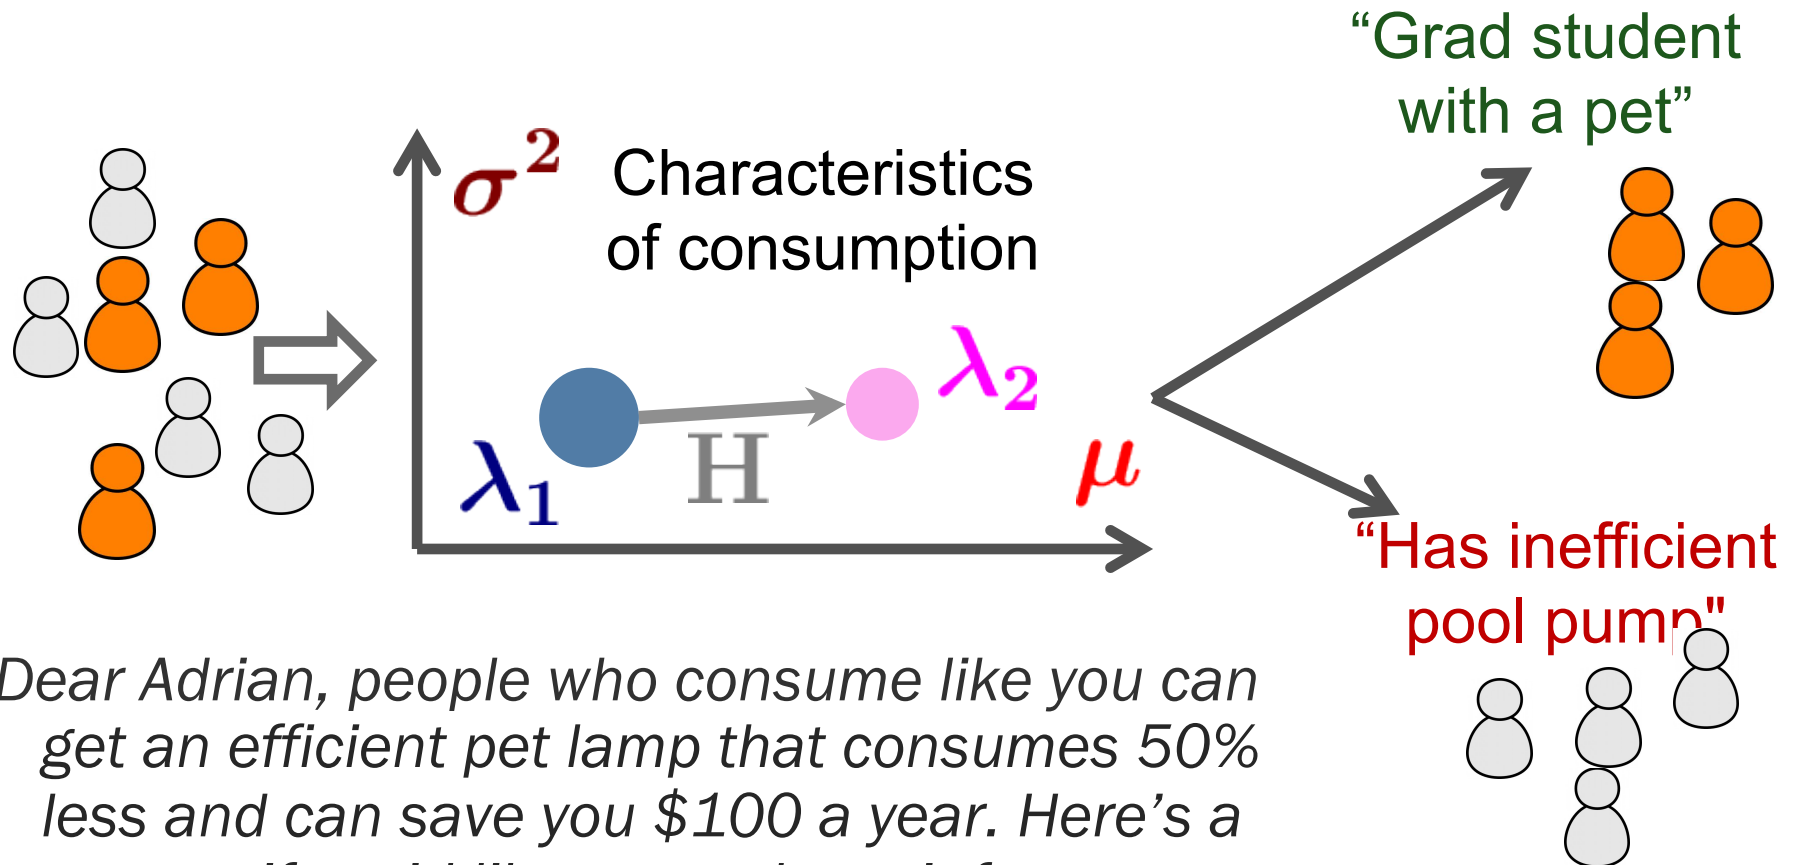 “Grad student
with a pet”
σ²
Characteristics
of consumption
λ₂
H
λ₁
μ
“Has inefficient
pool pump"
Dear Adrian, people who consume like you can
get an efficient pet lamp that consumes 50%
less and can save you $100 a year. Here’s a